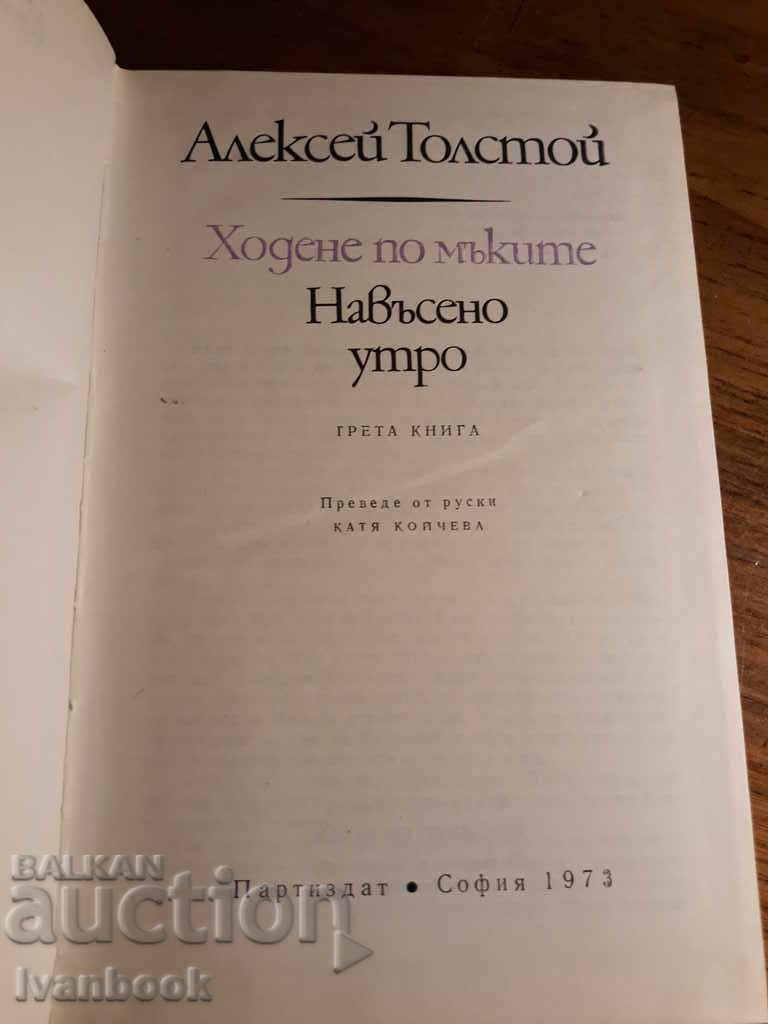 Алексей Толстой
Ходене по мъките
Навъсено
утро
ТРЕТА КНИГА
Преведе от руски
КАТЯ КОЙЧЕВА
Партиздат • София 1973
BALKAN
auction
Ivanbook